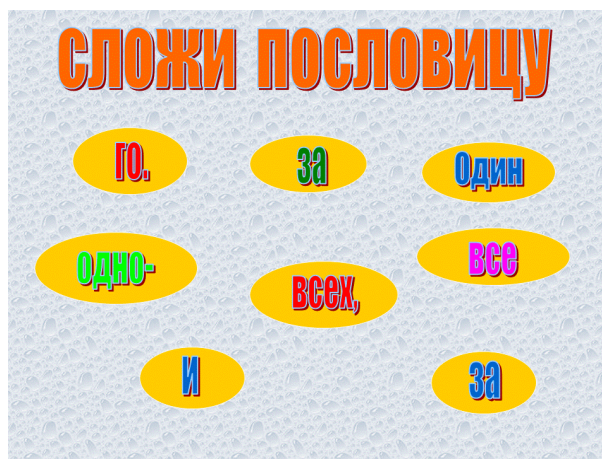 СЛОЖИ ПОСЛОВИЦУ
го. за Один
одно- все
всех,
и за